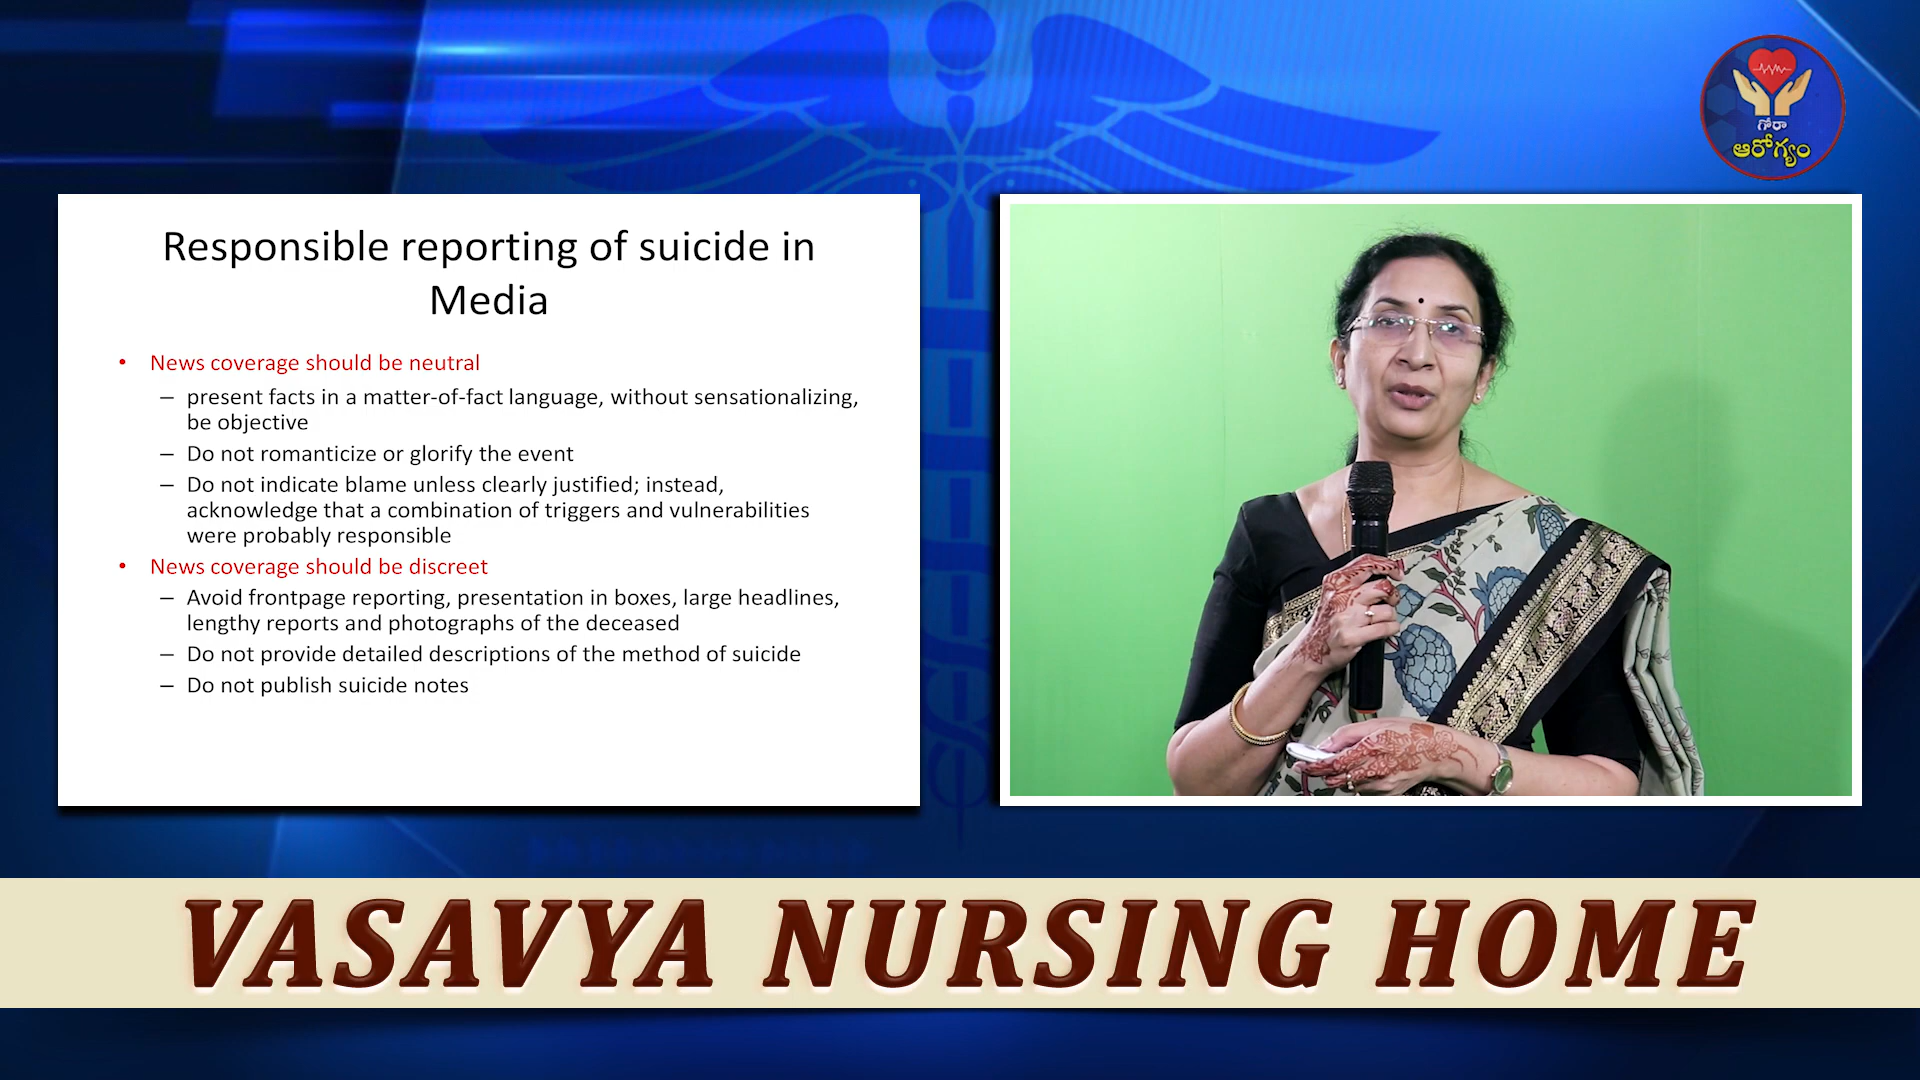 గోరా
ఆరోగ్యం
Responsible reporting of suicide in
Media
• News coverage should be neutral
– present facts in a matter-of-fact language, without sensationalizing,
be objective
– Do not romanticize or glorify the event
– Do not indicate blame unless clearly justified; instead,
acknowledge that a combination of triggers and vulnerabilities
were probably responsible
• News coverage should be discreet
– Avoid frontpage reporting, presentation in boxes, large headlines,
lengthy reports and photographs of the deceased
– Do not provide detailed descriptions of the method of suicide
– Do not publish suicide notes
VASAVYA NURSING HOME